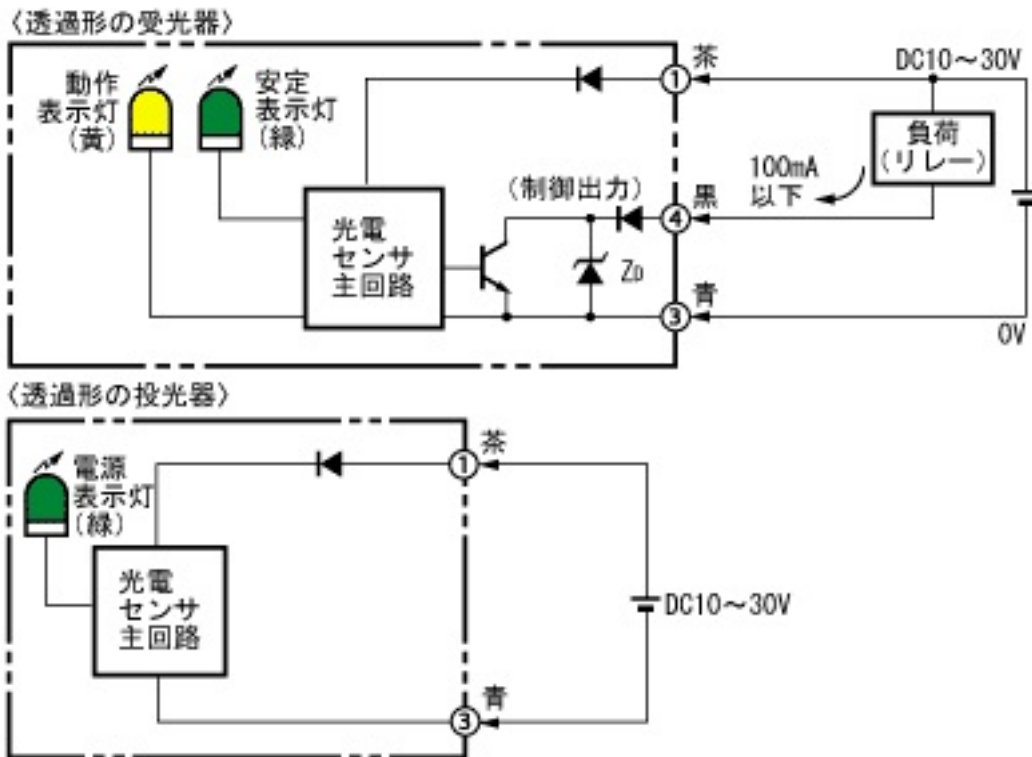 〈透過形の受光器〉
動作
表示灯
(黄)
安定
表示灯
(緑)
光電
センサ
主回路
(制御出力)
ZD
①
茶
④
黒
③
青
100mA
以下
DC10～30V
負荷
(リレー)
0V
〈透過形の投光器〉
電源
表示灯
(緑)
光電
センサ
主回路
①
茶
③
青
DC10～30V